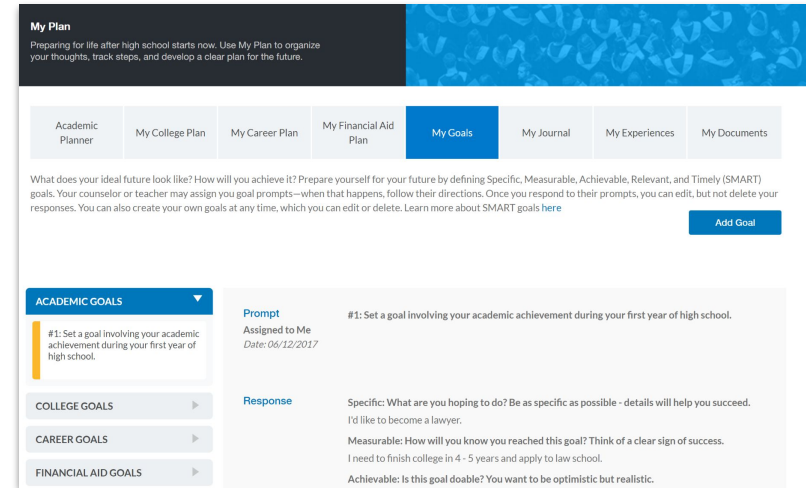 My Plan
Preparing for life after high school starts now. Use My Plan to organize
your thoughts, track steps, and develop a clear plan for the future.
Academic
Planner
My College Plan
My Career Plan
My Financial Aid
Plan
My Goals
My Journal
My Experiences
My Documents
What does your ideal future look like? How will you achieve it? Prepare yourself for your future by defining Specific, Measurable, Achievable, Relevant, and Timely (SMART)
goals. Your counselor or teacher may assign you goal prompts—when that happens, follow their directions. Once you respond to their prompts, you can edit, but not delete your
responses. You can also create your own goals at any time, which you can edit or delete. Learn more about SMART goals here
Add Goal
ACADEMIC GOALS
#1: Set a goal involving your academic
achievement during your first year of
high school.
COLLEGE GOALS
CAREER GOALS
FINANCIAL AID GOALS
Prompt
Assigned to Me
Date: 06/12/2017
#1: Set a goal involving your academic achievement during your first year of high school.
Response
Specific: What are you hoping to do? Be as specific as possible - details will help you succeed.
I'd like to become a lawyer.
Measurable: How will you know you reached this goal? Think of a clear sign of success.
I need to finish college in 4 - 5 years and apply to law school.
Achievable: Is this goal doable? You want to be optimistic but realistic.